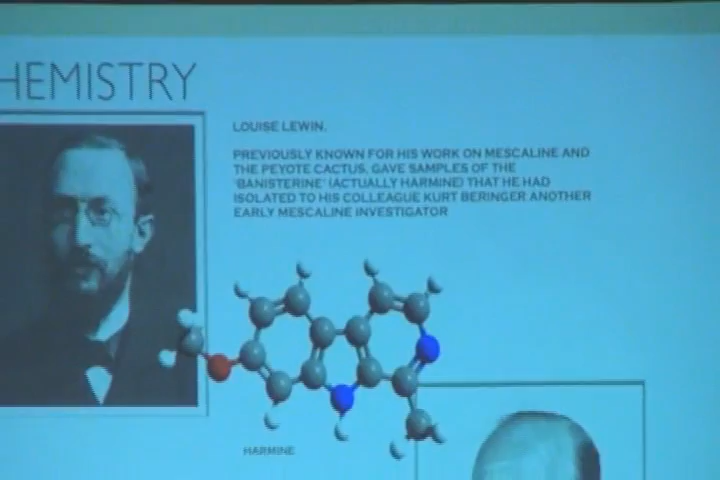 HEMISTRY
LOUISE LEWIN.
PREVIOUSLY KNOWN FOR HIS WORK ON MESCALINE AND
THE PEYOTE CACTUS, GAVE SAMPLES OF THE
'BANISTERINE' (ACTUALLY HARMINE) THAT HE HAD
ISOLATED TO HIS COLLEAGUE KURT BERINGER ANOTHER
EARLY MESCALINE INVESTIGATOR
HARMINE